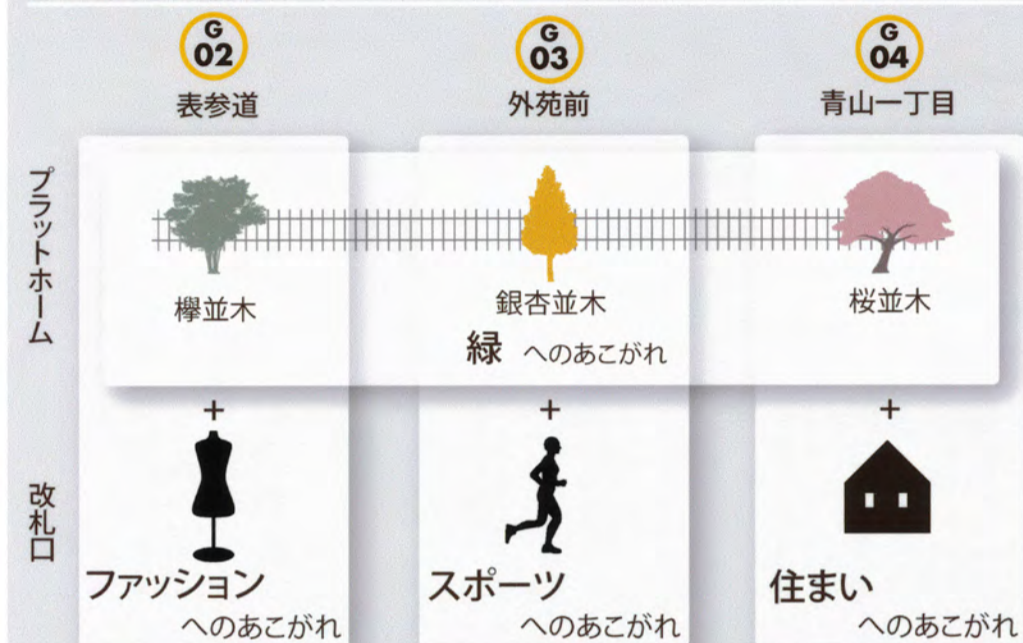 G
02
G
03
G
04
表参道
外苑前
青山一丁目
プラットホーム
欅並木
銀杏並木
桜並木
緑 へのあこがれ
+
+
+
改札口
ファッション
へのあこがれ
スポーツ
へのあこがれ
住まい
へのあこがれ